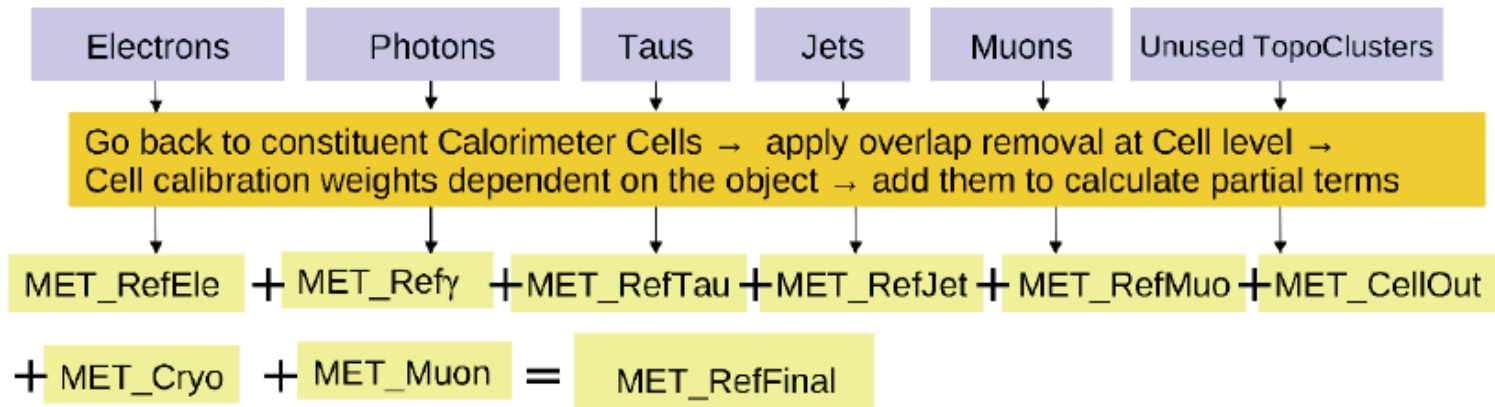 Electrons Photons Taus Jets Muons Unused TopoClusters
Go back to constituent Calorimeter Cells → apply overlap removal at Cell level →
Cell calibration weights dependent on the object → add them to calculate partial terms
MET_RefEle + MET_Refγ + MET_RefTau + MET_RefJet + MET_RefMuo + MET_CellOut
+ MET_Cryo + MET_Muon = MET_RefFinal